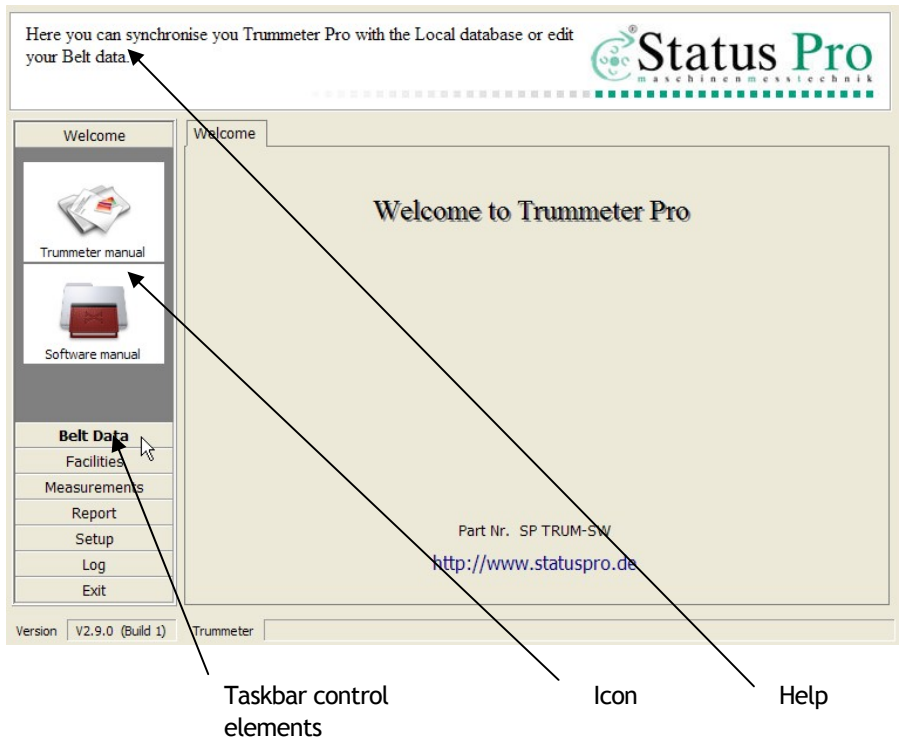 Here you can synchronise you Trummeter Pro with the Local database or edit
your Belt data.
Status Pro
maschinenmesstechnik
Welcome
Trummeter manual
Software manual
Belt Data
Facilities
Measurements
Report
Setup
Log
Exit
Welcome
Welcome to Trummeter Pro
Part Nr. SP TRUM-SW
http://www.statuspro.de
Version V2.9.0 (Build 1) Trummeter
Taskbar control
elements
Icon
Help